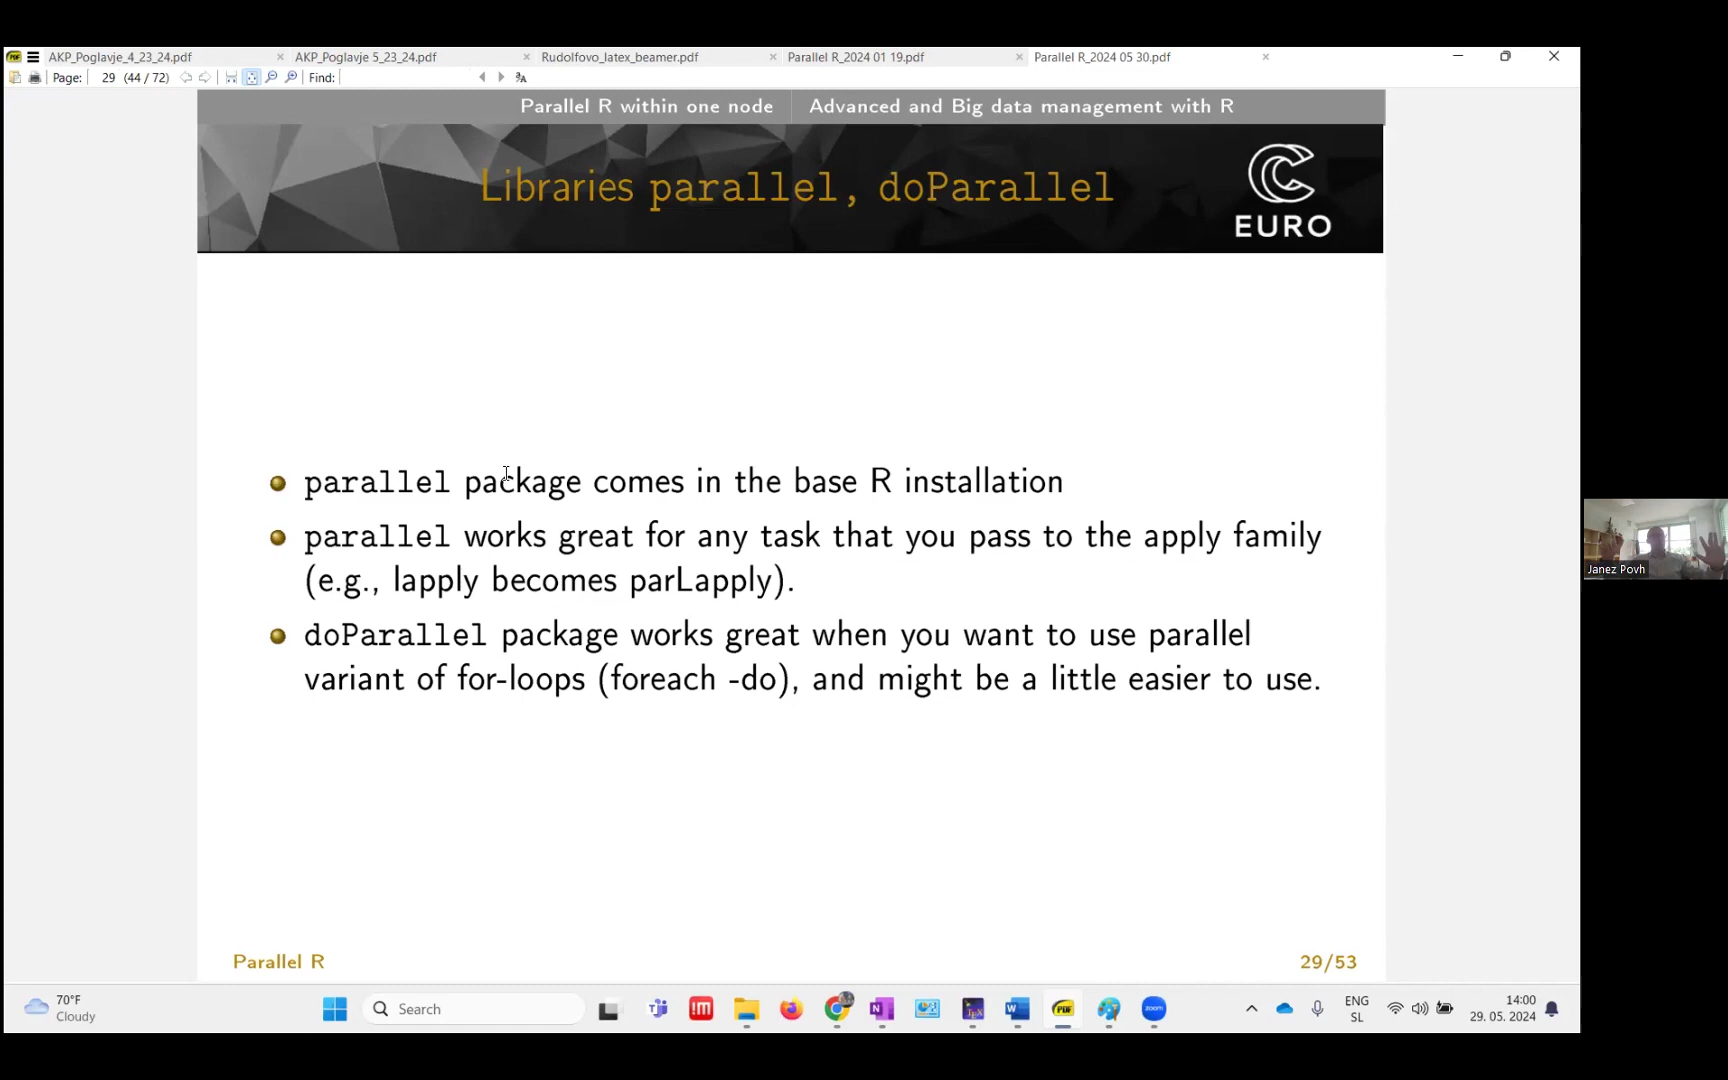 AKP_Poglavje_4_23_24.pdf
AKP_Poglavje 5_23_24.pdf
Rudolfovo_latex_beamer.pdf
Parallel R_2024 01 19.pdf
Parallel R_2024 05 30.pdf
Page: 29 (44 / 72)
Find:
Parallel R within one node
Advanced and Big data management with R
Libraries parallel, doParallel
EURO
parallel package comes in the base R installation
parallel works great for any task that you pass to the apply family
(e.g., lapply becomes parLapply).
doParallel package works great when you want to use parallel
variant of for-loops (foreach -do), and might be a little easier to use.
Janez Povh
Parallel R
29/53
70°F
Cloudy
Search
zoom
ENG
SL
14:00
29. 05. 2024